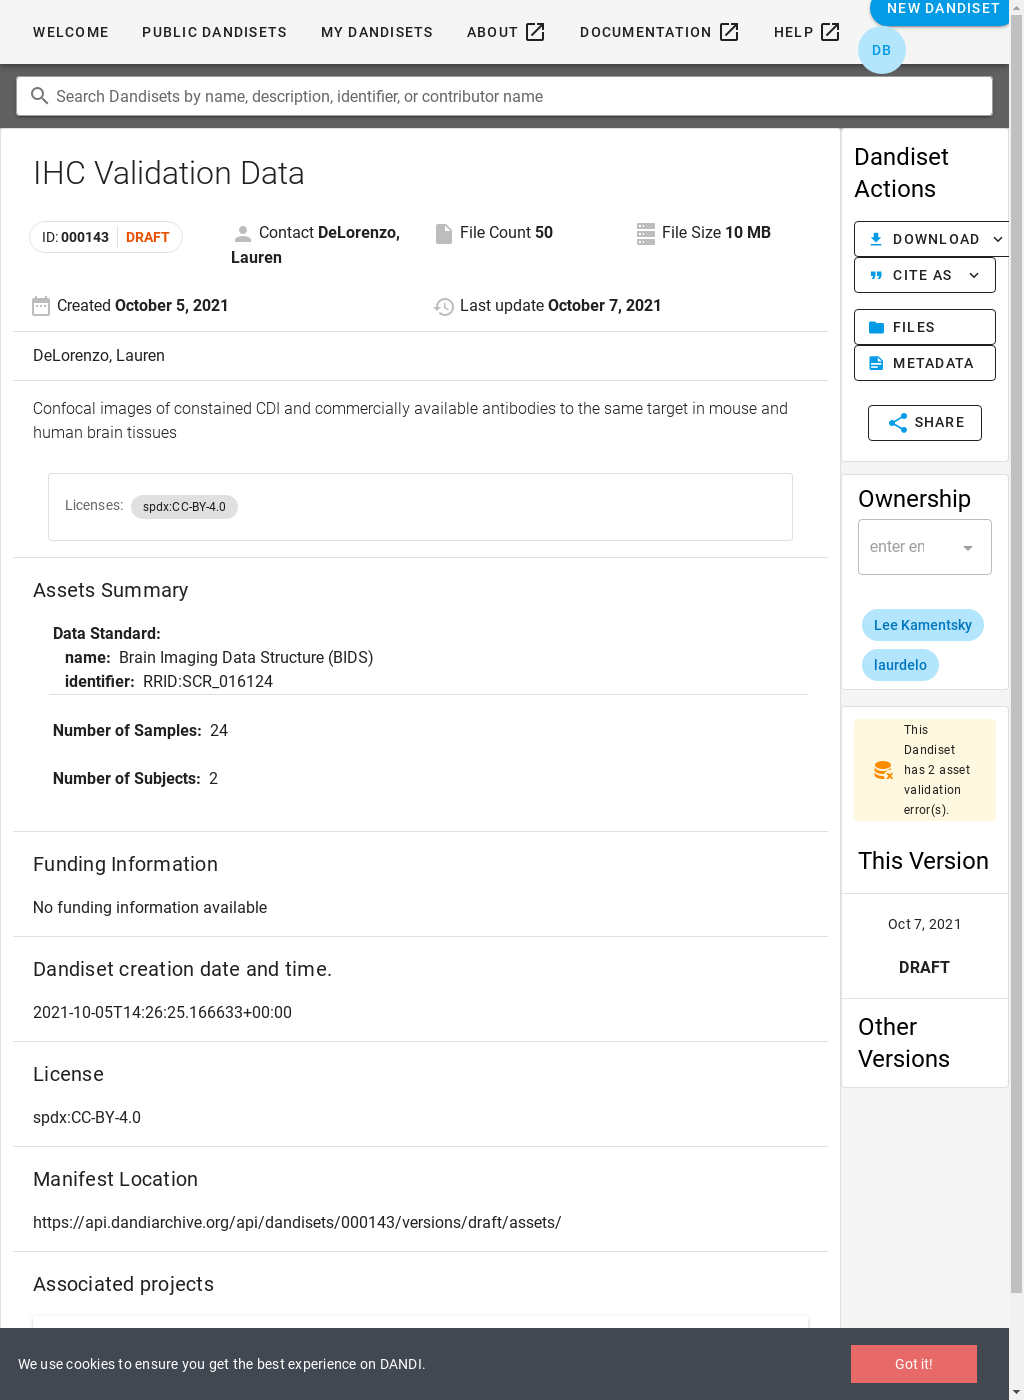 WELCOME PUBLIC DANDISETS MY DANDISETS ABOUT DOCUMENTATION HELP NEW DANDISET
DB
Search Dandisets by name, description, identifier, or contributor name
IHC Validation Data
ID: 000143 DRAFT
Contact DeLorenzo,
Lauren
File Count 50
File Size 10 MB
Created October 5, 2021
Last update October 7, 2021
DeLorenzo, Lauren
Confocal images of constained CDI and commercially available antibodies to the same target in mouse and
human brain tissues
Licenses: spdx:CC-BY-4.0
Assets Summary
Data Standard:
name: Brain Imaging Data Structure (BIDS)
identifier: RRID:SCR_016124
Number of Samples: 24
Number of Subjects: 2
Funding Information
No funding information available
Dandiset creation date and time.
2021-10-05T14:26:25.166633+00:00
License
spdx:CC-BY-4.0
Manifest Location
https://api.dandiarchive.org/api/dandisets/000143/versions/draft/assets/
Associated projects
Dandiset
Actions
DOWNLOAD
CITE AS
FILES
METADATA
SHARE
Ownership
enter en
Lee Kamentsky
laurdelo
This
Dandiset
has 2 asset
validation
error(s).
This Version
Oct 7, 2021
DRAFT
Other
Versions
We use cookies to ensure you get the best experience on DANDI.
Got it!